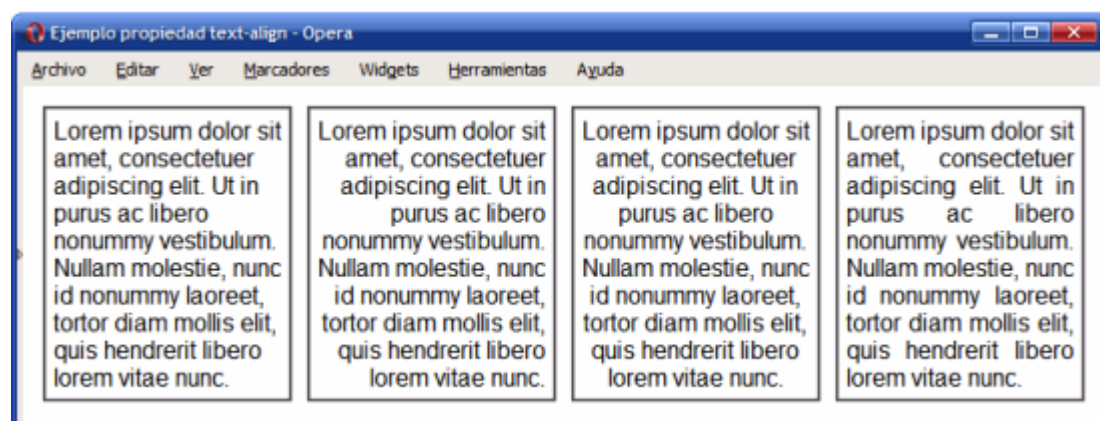 Ejemplo propiedad text-align - Opera
Archivo Editar Ver Marcadores Widgets Herramientas Ayuda
Lorem ipsum dolor sit
amet, consectetuer
adipiscing elit. Ut in
purus ac libero
nonummy vestibulum.
Nullam molestie, nunc
id nonummy laoreet,
tortor diam mollis elit,
quis hendrerit libero
lorem vitae nunc.
Lorem ipsum dolor sit
amet, consectetuer
adipiscing elit. Ut in
purus ac libero
nonummy vestibulum.
Nullam molestie, nunc
id nonummy laoreet,
tortor diam mollis elit,
quis hendrerit libero
lorem vitae nunc.
Lorem ipsum dolor sit
amet, consectetuer
adipiscing elit. Ut in
purus ac libero
nonummy vestibulum.
Nullam molestie, nunc
id nonummy laoreet,
tortor diam mollis elit,
quis hendrerit libero
lorem vitae nunc.
Lorem ipsum dolor sit
amet, consectetuer
adipiscing elit. Ut in
purus ac libero
nonummy vestibulum.
Nullam molestie, nunc
id nonummy laoreet,
tortor diam mollis elit,
quis hendrerit libero
lorem vitae nunc.